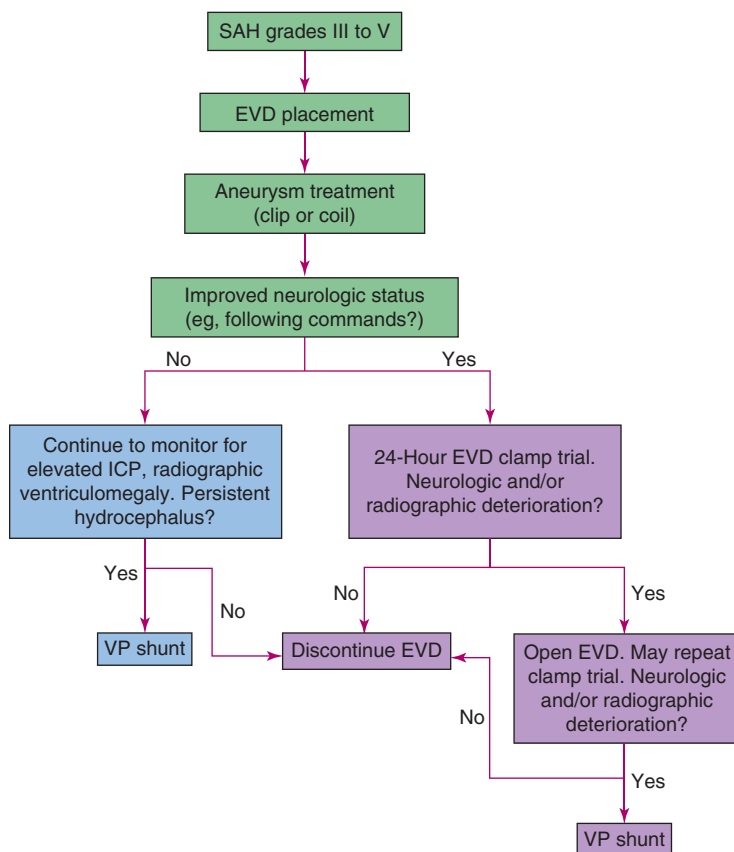 SAH grades III to V
EVD placement
Aneurysm treatment
(clip or coil)
Improved neurologic status
(eg, following commands?)
No
Yes
Continue to monitor for
elevated ICP, radiographic
ventriculomegaly. Persistent
hydrocephalus?
24-Hour EVD clamp trial.
Neurologic and/or
radiographic deterioration?
Yes
No
No
Yes
VP shunt
Discontinue EVD
Open EVD. May repeat
clamp trial. Neurologic
and/or radiographic
deterioration?
No
Yes
VP shunt